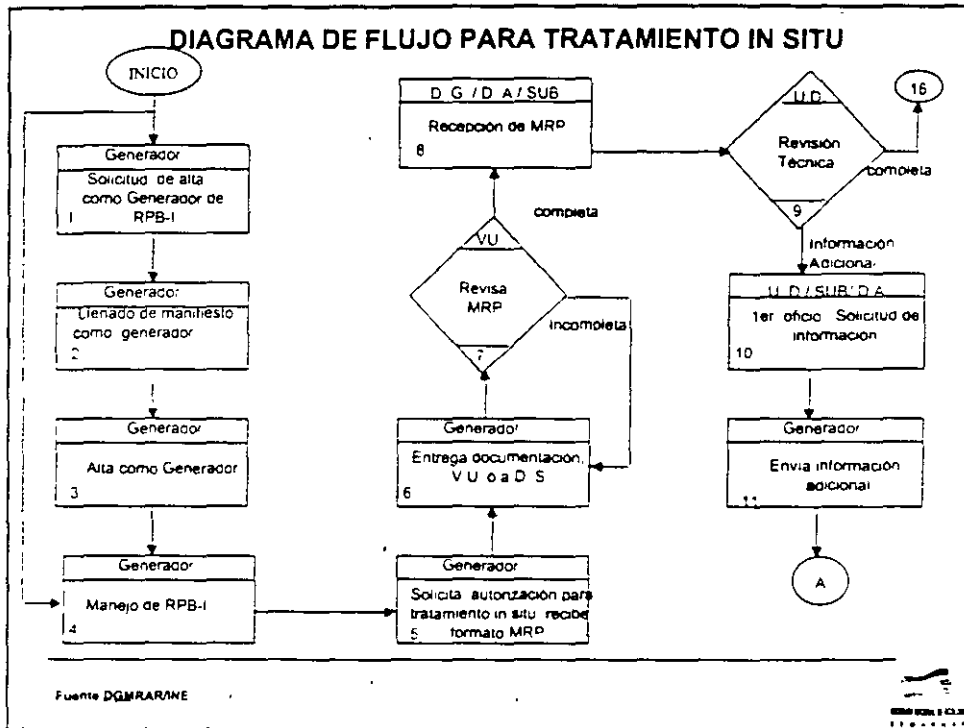 DIAGRAMA DE FLUJO PARA TRATAMIENTO IN SITU
INICIO
Generador
Solicitud de alta
como Generador de
RPB-I
1
Generador
Llenado de manifiesto
como generador
2
Generador
Alta como Generador
3
Generador
Manejo de RPB-I
4
Generador
Solicita autorización para
tratamiento in situ recibe
5 formato MRP
Generador
Entrega documentación,
V U o a D S
6
VU
Revisa
MRP
7
incompleta
completa
D G / D A / SUB
Recepción de MRP
8
U D
Revisión
Técnica
9
completa
16
Información
Adicional
U D / SUB / D A
1er oficio Solicitud de
información
10
Generador
Envia información
adicional
11
A
Fuente DGMRAR/INE